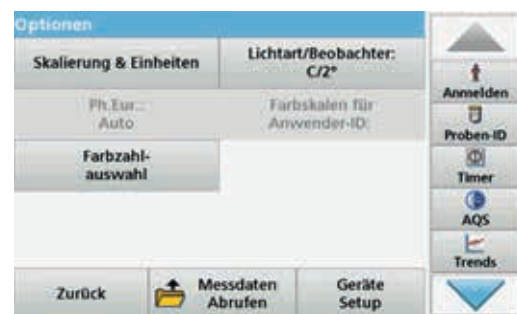 Optionen
Skalierung & Einheiten
Lichtart/Beobachter:
C/2°
Ph.Eur.:
Auto
Farbskalen für
Anwender-ID:
Farbzahl-
auswahl
Zurück
Messdaten
Abrufen
Geräte
Setup
Anmelden
Proben-ID
Timer
AQS
Trends